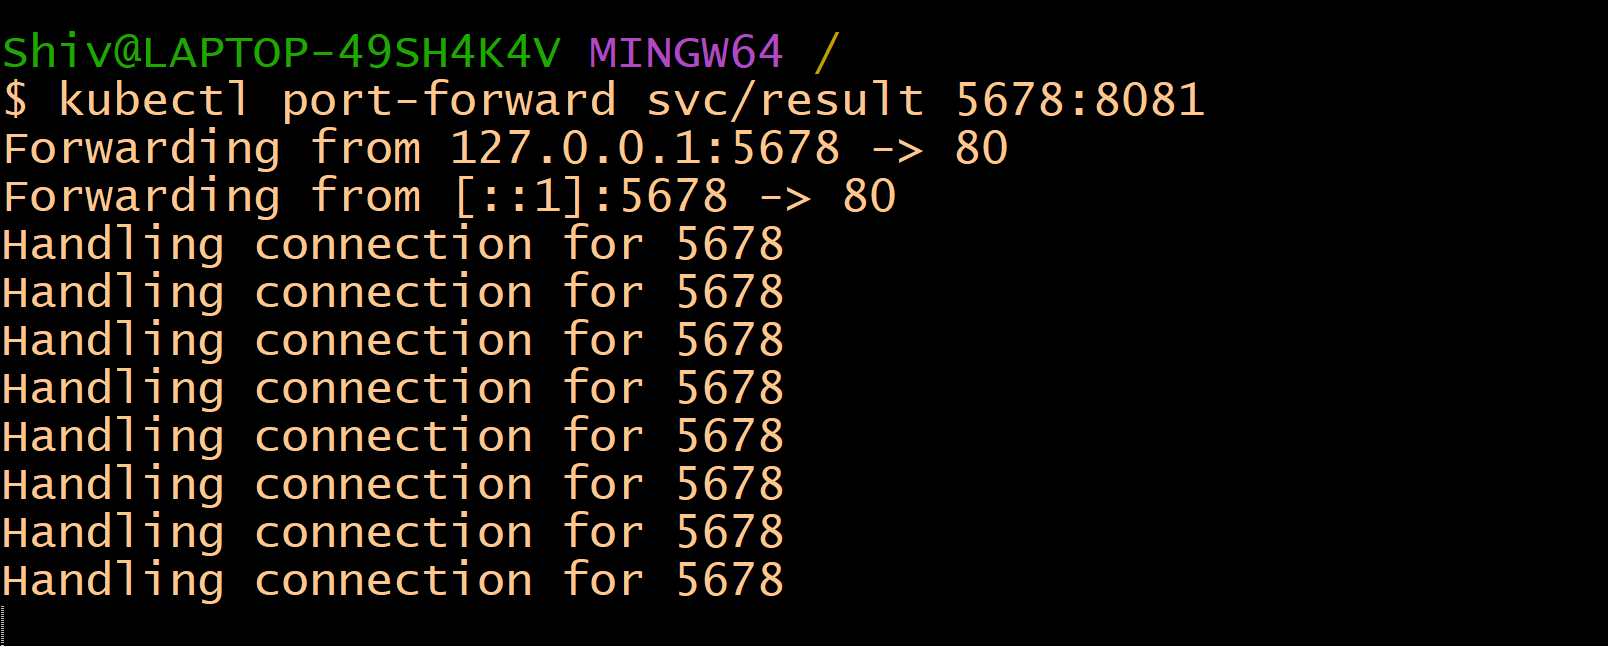 Shiv@LAPTOP-49SH4K4V MINGW64 /
$ kubectl port-forward svc/result 5678:8081
Forwarding from 127.0.0.1:5678 -> 80
Forwarding from [::1]:5678 -> 80
Handling connection for 5678
Handling connection for 5678
Handling connection for 5678
Handling connection for 5678
Handling connection for 5678
Handling connection for 5678
Handling connection for 5678
Handling connection for 5678